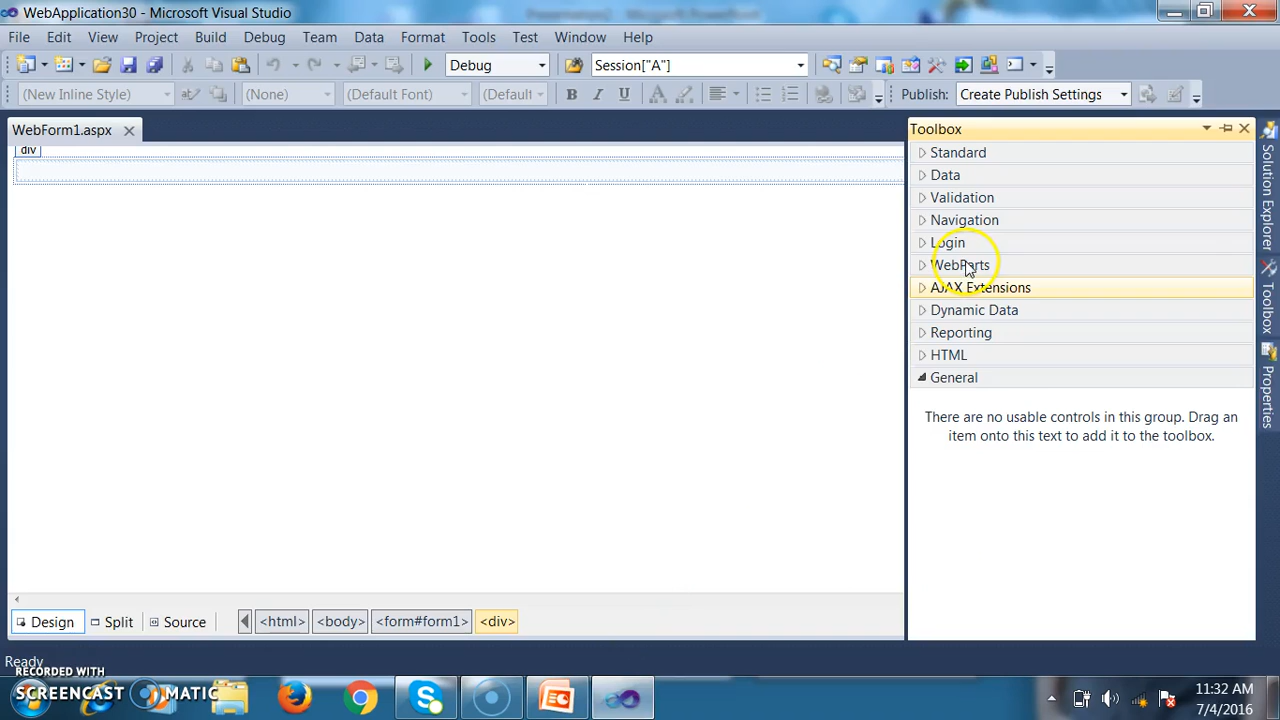 WebApplication30 - Microsoft Visual Studio
File Edit View Project Build Debug Team Data Format Tools Test Window Help
Debug Session["A"]
(New Inline Style) (None) (Default Font) (Default B I U A Publish: Create Publish Settings
WebForm1.aspx
div
Toolbox
Standard
Data
Validation
Navigation
Login
WebParts
AJAX Extensions
Dynamic Data
Reporting
HTML
General
There are no usable controls in this group. Drag an
item onto this text to add it to the toolbox.
Solution Explorer
Toolbox
Properties
Design Split Source <html> <body> <form#form1> <div>
Ready
RECORDED WITH
SCREENCAST MATIC
11:32 AM
7/4/2016